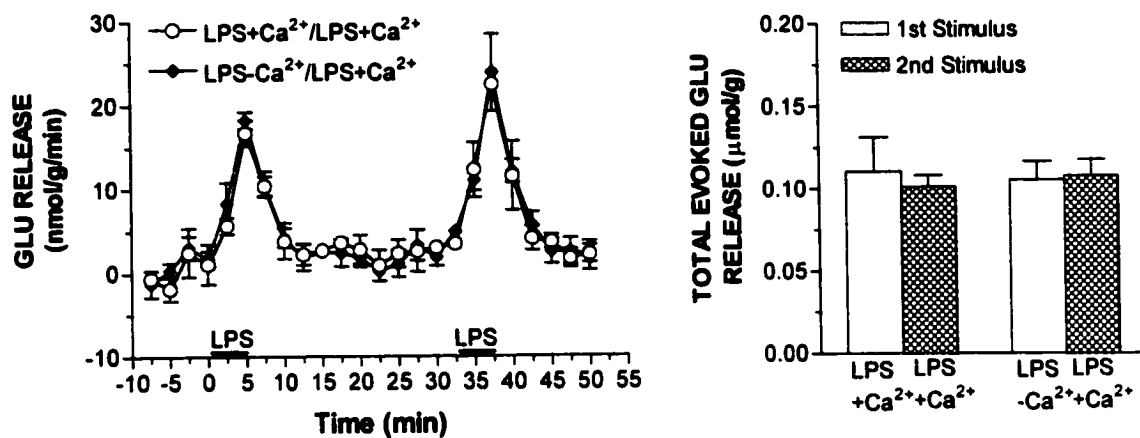 LPS+Ca²⁺/LPS+Ca²⁺
LPS-Ca²⁺/LPS+Ca²⁺
GLU RELEASE
(nmol/g/min)
30
20
10
0
-10
LPS LPS
-10 -5 0 5 10 15 20 25 30 35 40 45 50 55
Time (min)
1st Stimulus
2nd Stimulus
TOTAL EVOKED GLU
RELEASE (μmol/g)
0.20
0.15
0.10
0.05
0.00
LPS LPS LPS LPS
+Ca²⁺+Ca²⁺ -Ca²⁺+Ca²⁺